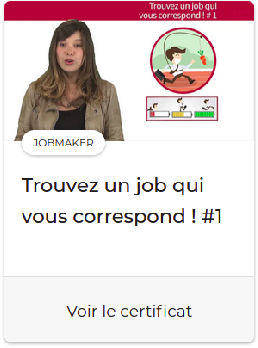 Trouvez un job qui
vous correspond ! # 1
JOBMAKER
Trouvez un job qui
vous correspond ! #1
Voir le certificat